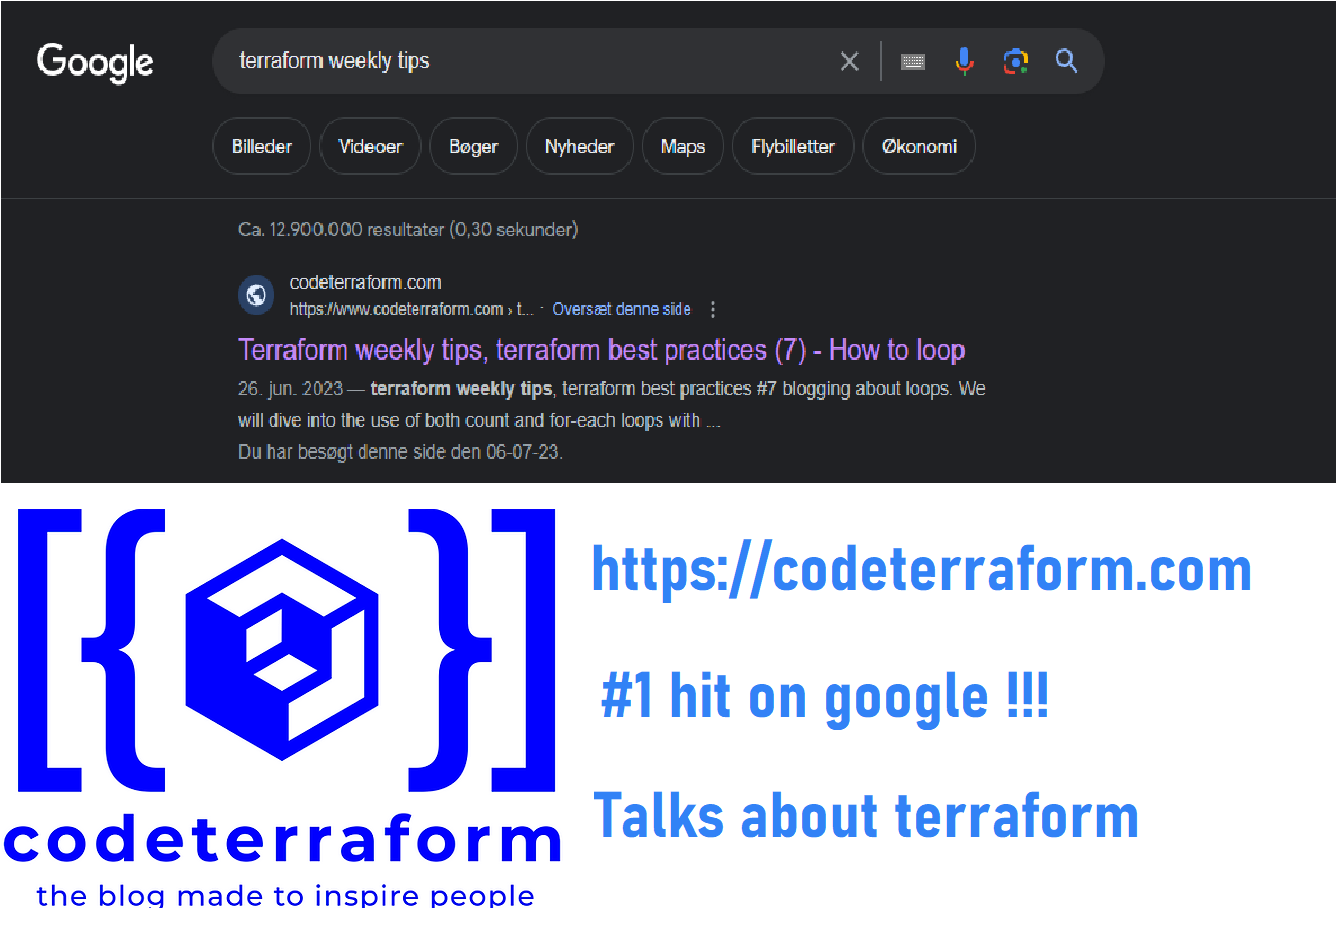 Google
terraform weekly tips
Billeder Videoer Bøger Nyheder Maps Flybilletter Økonomi
Ca. 12.900.000 resultater (0,30 sekunder)
codeterraform.com
https://www.codeterraform.com › t... · Oversæt denne side
Terraform weekly tips, terraform best practices (7) - How to loop
26. jun. 2023 — terraform weekly tips, terraform best practices #7 blogging about loops. We
will dive into the use of both count and for-each loops with ...
Du har besøgt denne side den 06-07-23.
[{ }]
codeterraform
the blog made to inspire people
https://codeterraform.com
#1 hit on google !!!
Talks about terraform